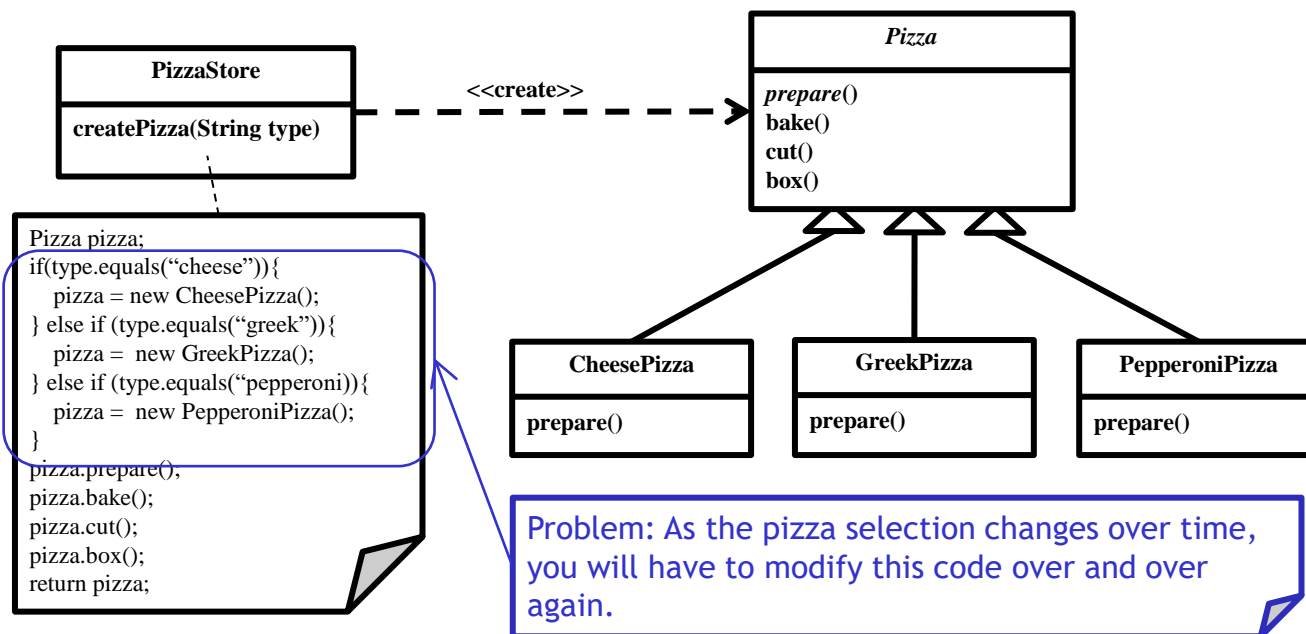 PizzaStore
createPizza(String type)
<<create>>
Pizza
prepare()
bake()
cut()
box()
Pizza pizza;
if(type.equals(“cheese”)){
pizza = new CheesePizza();
} else if (type.equals(“greek”)){
pizza =  new GreekPizza();
} else if (type.equals(“pepperoni)){
pizza =  new PepperoniPizza();
}
pizza.prepare();
pizza.bake();
pizza.cut();
pizza.box();
return pizza;
CheesePizza
prepare()
GreekPizza
prepare()
PepperoniPizza
prepare()
Problem: As the pizza selection changes over time,
you will have to modify this code over and over
again.